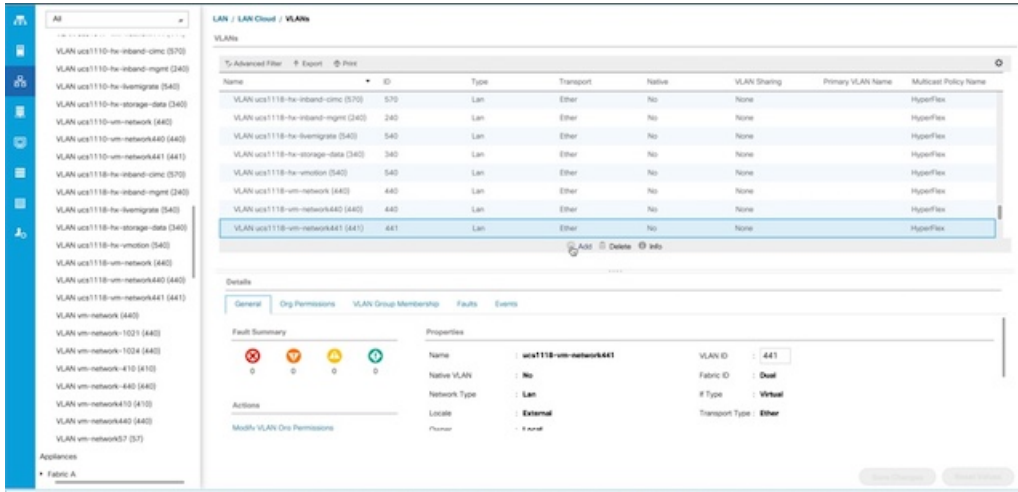 All
LAN / LAN Cloud / VLANs
VLANs
VLAN ucs1110-hx-inband-cimc (570)
VLAN ucs1110-hx-inband-mgmt (240)
VLAN ucs1110-hx-livemigrate (540)
VLAN ucs1110-hx-storage-data (340)
VLAN ucs1110-vm-network (440)
VLAN ucs1110-vm-network440 (440)
VLAN ucs1110-vm-network441 (441)
VLAN ucs1118-hx-inband-cimc (570)
VLAN ucs1118-hx-inband-mgmt (240)
VLAN ucs1118-hx-livemigrate (540)
VLAN ucs1118-hx-storage-data (340)
VLAN ucs1118-hx-vmotion (540)
VLAN ucs1118-vm-network (440)
VLAN ucs1118-vm-network440 (440)
VLAN ucs1118-vm-network441 (441)
VLAN vm-network (440)
VLAN vm-network-1021 (440)
VLAN vm-network-1024 (440)
VLAN vm-network-410 (410)
VLAN vm-network-440 (440)
VLAN vm-network410 (410)
VLAN vm-network440 (440)
VLAN vm-network57 (57)
Appliances
Fabric A
Advanced Filter Export Print
Name ID Type Transport Native VLAN Sharing Primary VLAN Name Multicast Policy Name
VLAN ucs1118-hx-inband-cimc (570) 570 Lan Ether No None HyperFlex
VLAN ucs1118-hx-inband-mgmt (240) 240 Lan Ether No None HyperFlex
VLAN ucs1118-hx-livemigrate (540) 540 Lan Ether No None HyperFlex
VLAN ucs1118-hx-storage-data (340) 340 Lan Ether No None HyperFlex
VLAN ucs1118-hx-vmotion (540) 540 Lan Ether No None HyperFlex
VLAN ucs1118-vm-network (440) 440 Lan Ether No None HyperFlex
VLAN ucs1118-vm-network440 (440) 440 Lan Ether No None HyperFlex
VLAN ucs1118-vm-network441 (441) 441 Lan Ether No None HyperFlex
Add Delete Info
Details
General Org Permissions VLAN Group Membership Faults Events
Fault Summary
0 0 0 0
Actions
Modify VLAN Org Permissions
Properties
Name : ucs1118-vm-network441 VLAN ID : 441
Native VLAN : No Fabric ID : Dual
Network Type : Lan If Type : Virtual
Locale : External Transport Type : Ether
Owner : Local
Save Changes Reset Values